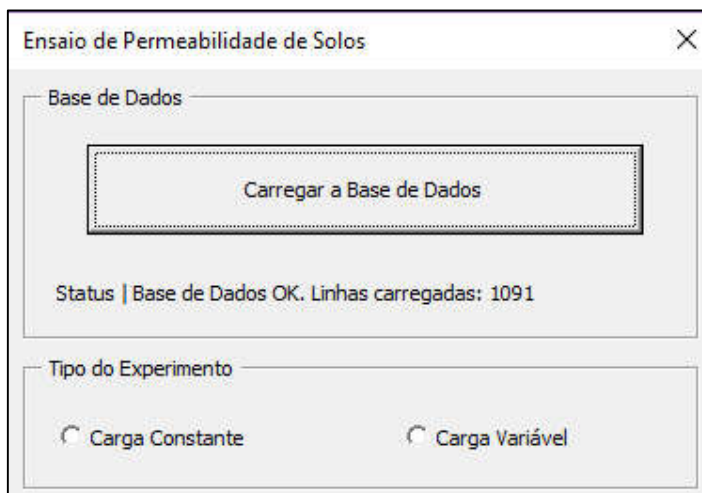 Ensaio de Permeabilidade de Solos
Base de Dados
Carregar a Base de Dados
Status | Base de Dados OK. Linhas carregadas: 1091
Tipo do Experimento
Carga Constante
Carga Variável